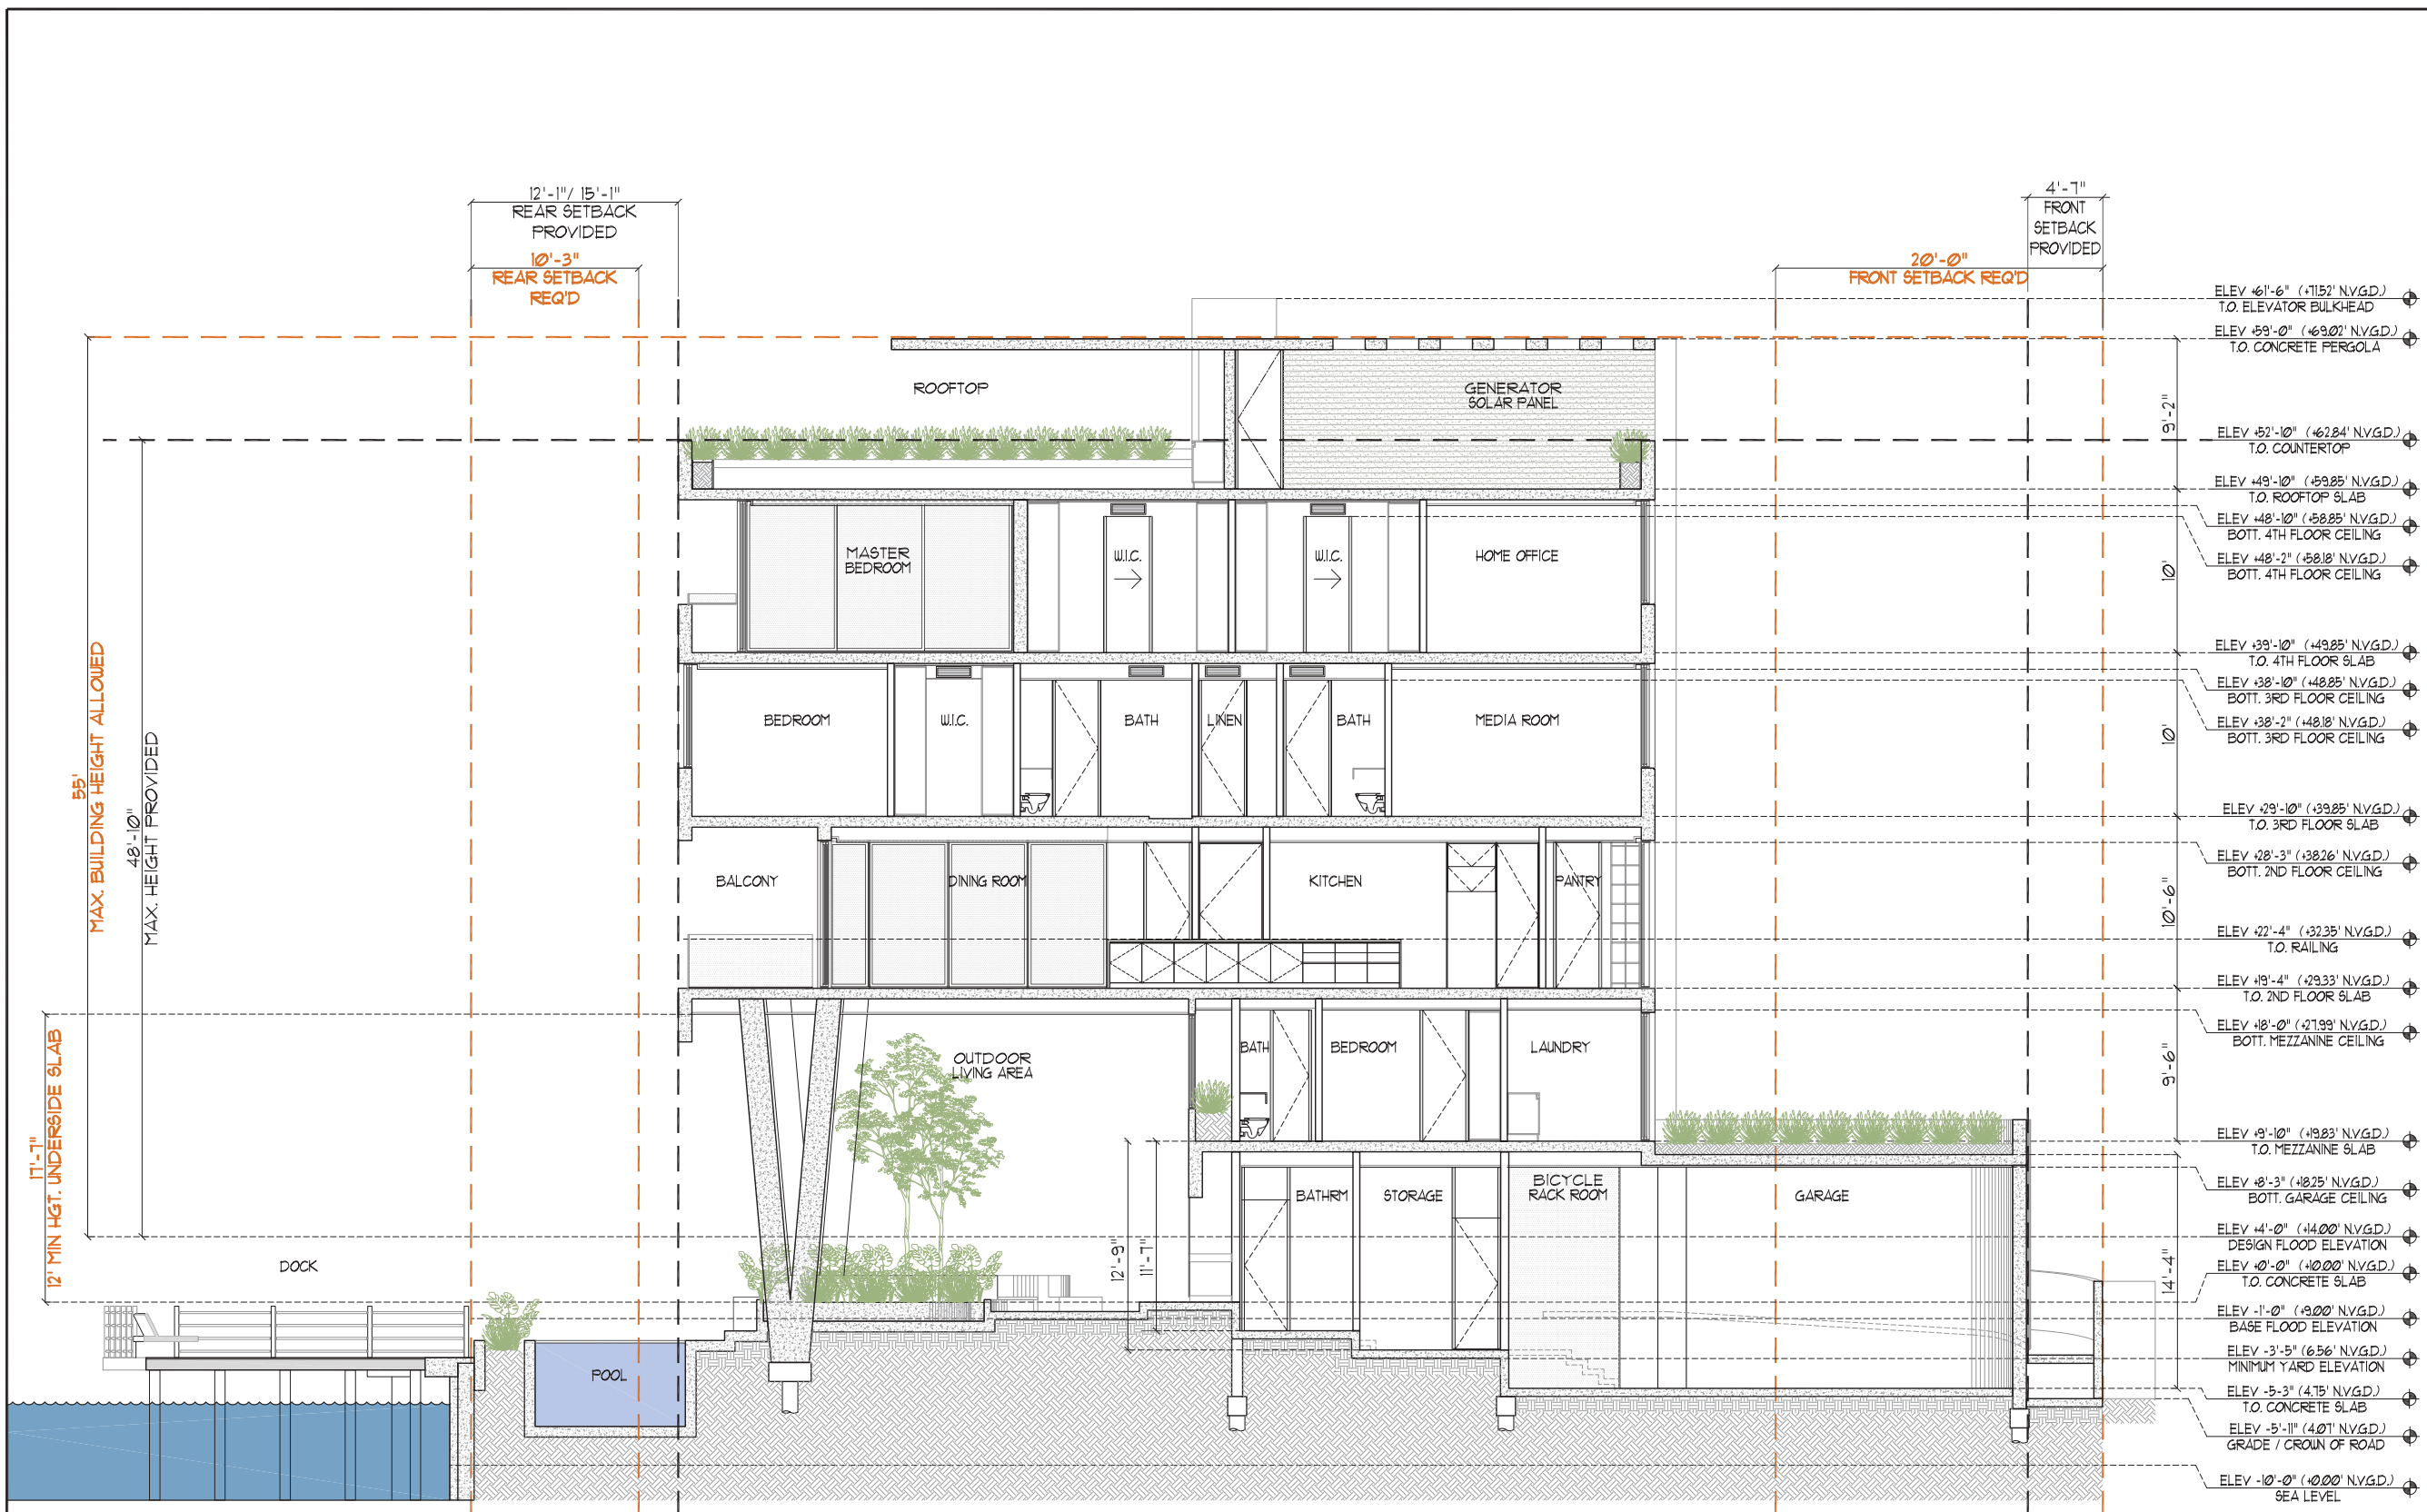 12'-1"/ 15'-1"
REAR SETBACK
PROVIDED
10'-3"
REAR SETBACK
REQ'D
4'-7"
FRONT
SETBACK
PROVIDED
20'-0"
FRONT SETBACK REQ'D
ELEV +61'-6" (+71.52' N.V.G.D.)
T.O. ELEVATOR BULKHEAD
ELEV +59'-0" (+69.02' N.V.G.D.)
T.O. CONCRETE PERGOLA
ROOFTOP
GENERATOR
SOLAR PANEL
9'-2"
ELEV +52'-10" (+62.84' N.V.G.D.)
T.O. COUNTERTOP
ELEV +49'-10" (+59.85' N.V.G.D.)
T.O. ROOFTOP SLAB
ELEV +48'-10" (+58.85' N.V.G.D.)
BOTT. 4TH FLOOR CEILING
ELEV +48'-2" (+58.18' N.V.G.D.)
BOTT. 4TH FLOOR CEILING
MASTER
BEDROOM
W.I.C.
W.I.C.
HOME OFFICE
10'
ELEV +39'-10" (+49.85' N.V.G.D.)
T.O. 4TH FLOOR SLAB
ELEV +38'-10" (+48.85' N.V.G.D.)
BOTT. 3RD FLOOR CEILING
ELEV +38'-2" (+48.18' N.V.G.D.)
BOTT. 3RD FLOOR CEILING
BEDROOM
W.I.C.
BATH
LINEN
BATH
MEDIA ROOM
10'
55'
MAX. BUILDING HEIGHT ALLOWED
48'-10"
MAX. HEIGHT PROVIDED
ELEV +29'-10" (+39.85' N.V.G.D.)
T.O. 3RD FLOOR SLAB
ELEV +28'-3" (+38.26' N.V.G.D.)
BOTT. 2ND FLOOR CEILING
BALCONY
DINING ROOM
KITCHEN
PANTRY
10'-6"
ELEV +22'-4" (+32.35' N.V.G.D.)
T.O. RAILING
ELEV +19'-4" (+29.33' N.V.G.D.)
T.O. 2ND FLOOR SLAB
ELEV +18'-0" (+27.99' N.V.G.D.)
BOTT. MEZZANINE CEILING
OUTDOOR
LIVING AREA
BATH
BEDROOM
LAUNDRY
9'-6"
17'-7"
12' MIN HGT. UNDERSIDE SLAB
ELEV +9'-10" (+19.83' N.V.G.D.)
T.O. MEZZANINE SLAB
ELEV +8'-3" (+18.25' N.V.G.D.)
BOTT. GARAGE CEILING
BATHRM
STORAGE
BICYCLE
RACK ROOM
GARAGE
12'-9"
11'-7"
14'-4"
ELEV +4'-0" (+14.00' N.V.G.D.)
DESIGN FLOOD ELEVATION
DOCK
ELEV +0'-0" (+10.00' N.V.G.D.)
T.O. CONCRETE SLAB
ELEV -1'-0" (+9.00' N.V.G.D.)
BASE FLOOD ELEVATION
ELEV -3'-5" (6.56' N.V.G.D.)
MINIMUM YARD ELEVATION
POOL
ELEV -5-3" (4.75' N.V.G.D.)
T.O. CONCRETE SLAB
ELEV -5'-11" (4.07' N.V.G.D.)
GRADE / CROWN OF ROAD
ELEV -10'-0" (+0.00' N.V.G.D.)
SEA LEVEL